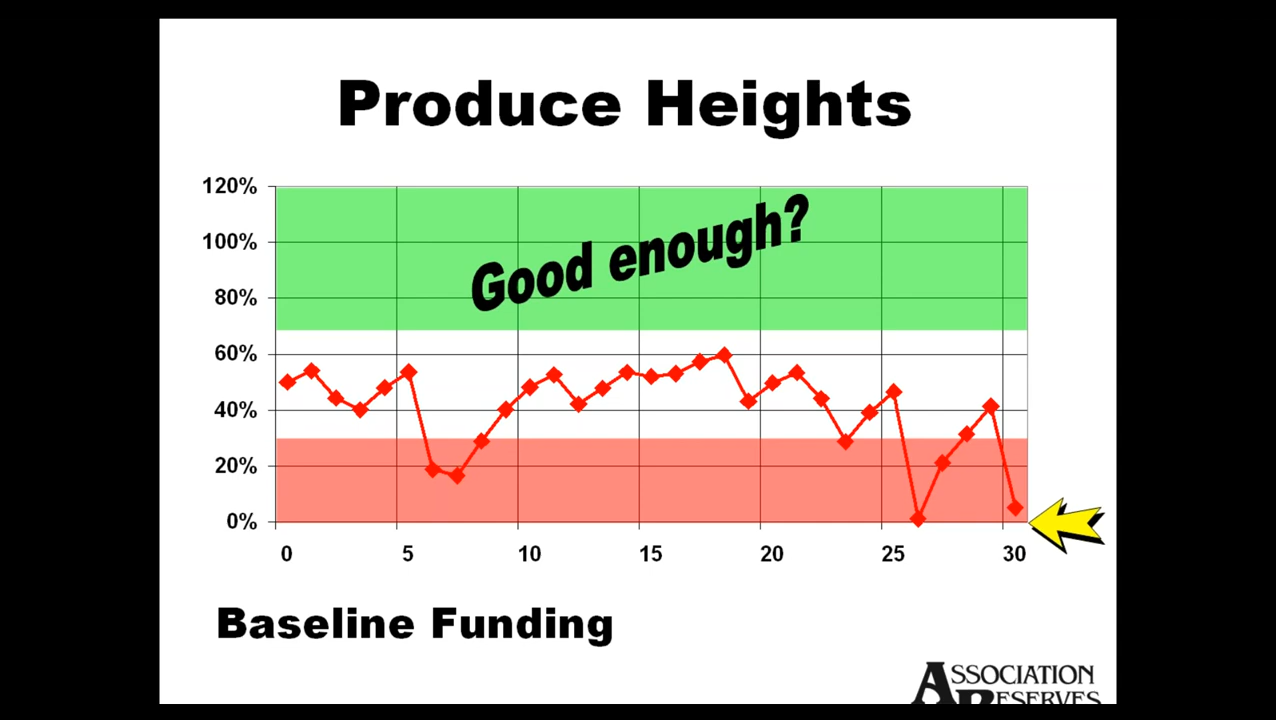 Produce Heights
120%
100%
80%
60%
40%
20%
0%
Good enough?
0 5 10 15 20 25 30
Baseline Funding
ASSOCIATION
RESERVES